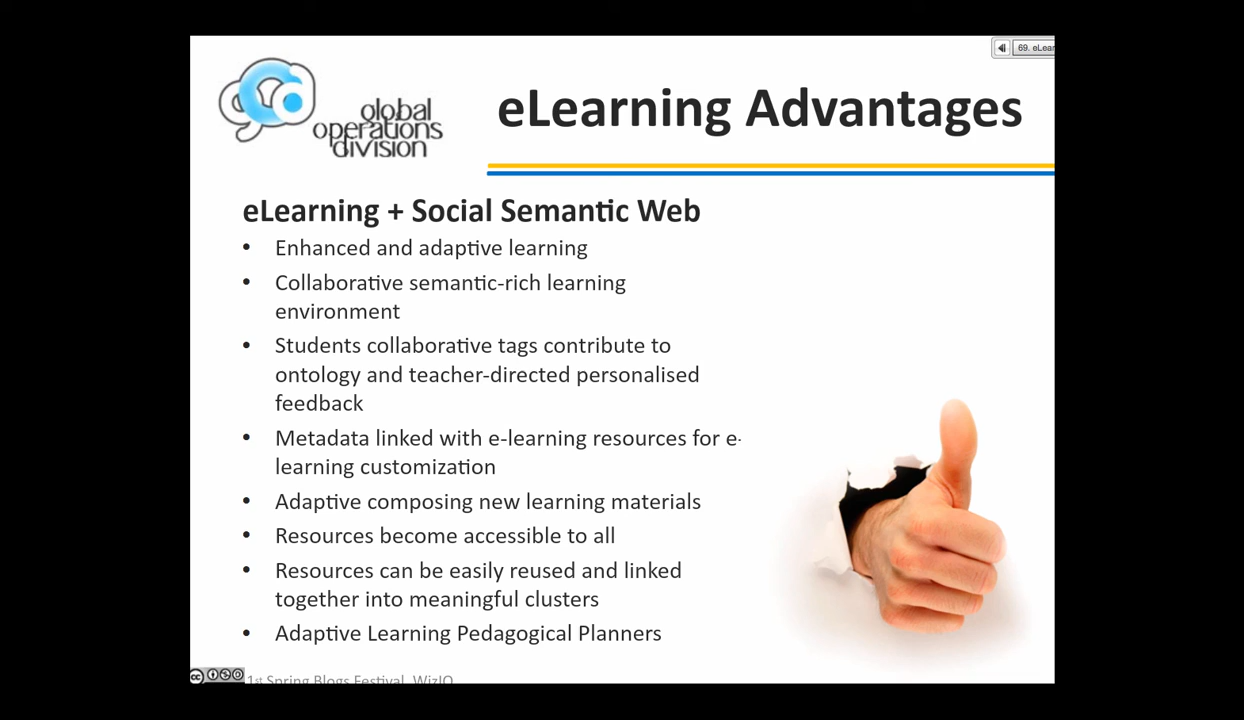 69. eLear
eLearning Advantages
global
operations
division
eLearning + Social Semantic Web
• Enhanced and adaptive learning
• Collaborative semantic-rich learning
environment
• Students collaborative tags contribute to
ontology and teacher-directed personalised
feedback
• Metadata linked with e-learning resources for e-
learning customization
• Adaptive composing new learning materials
• Resources become accessible to all
• Resources can be easily reused and linked
together into meaningful clusters
• Adaptive Learning Pedagogical Planners
cc
1st Spring Blogs Festival, WizIQ